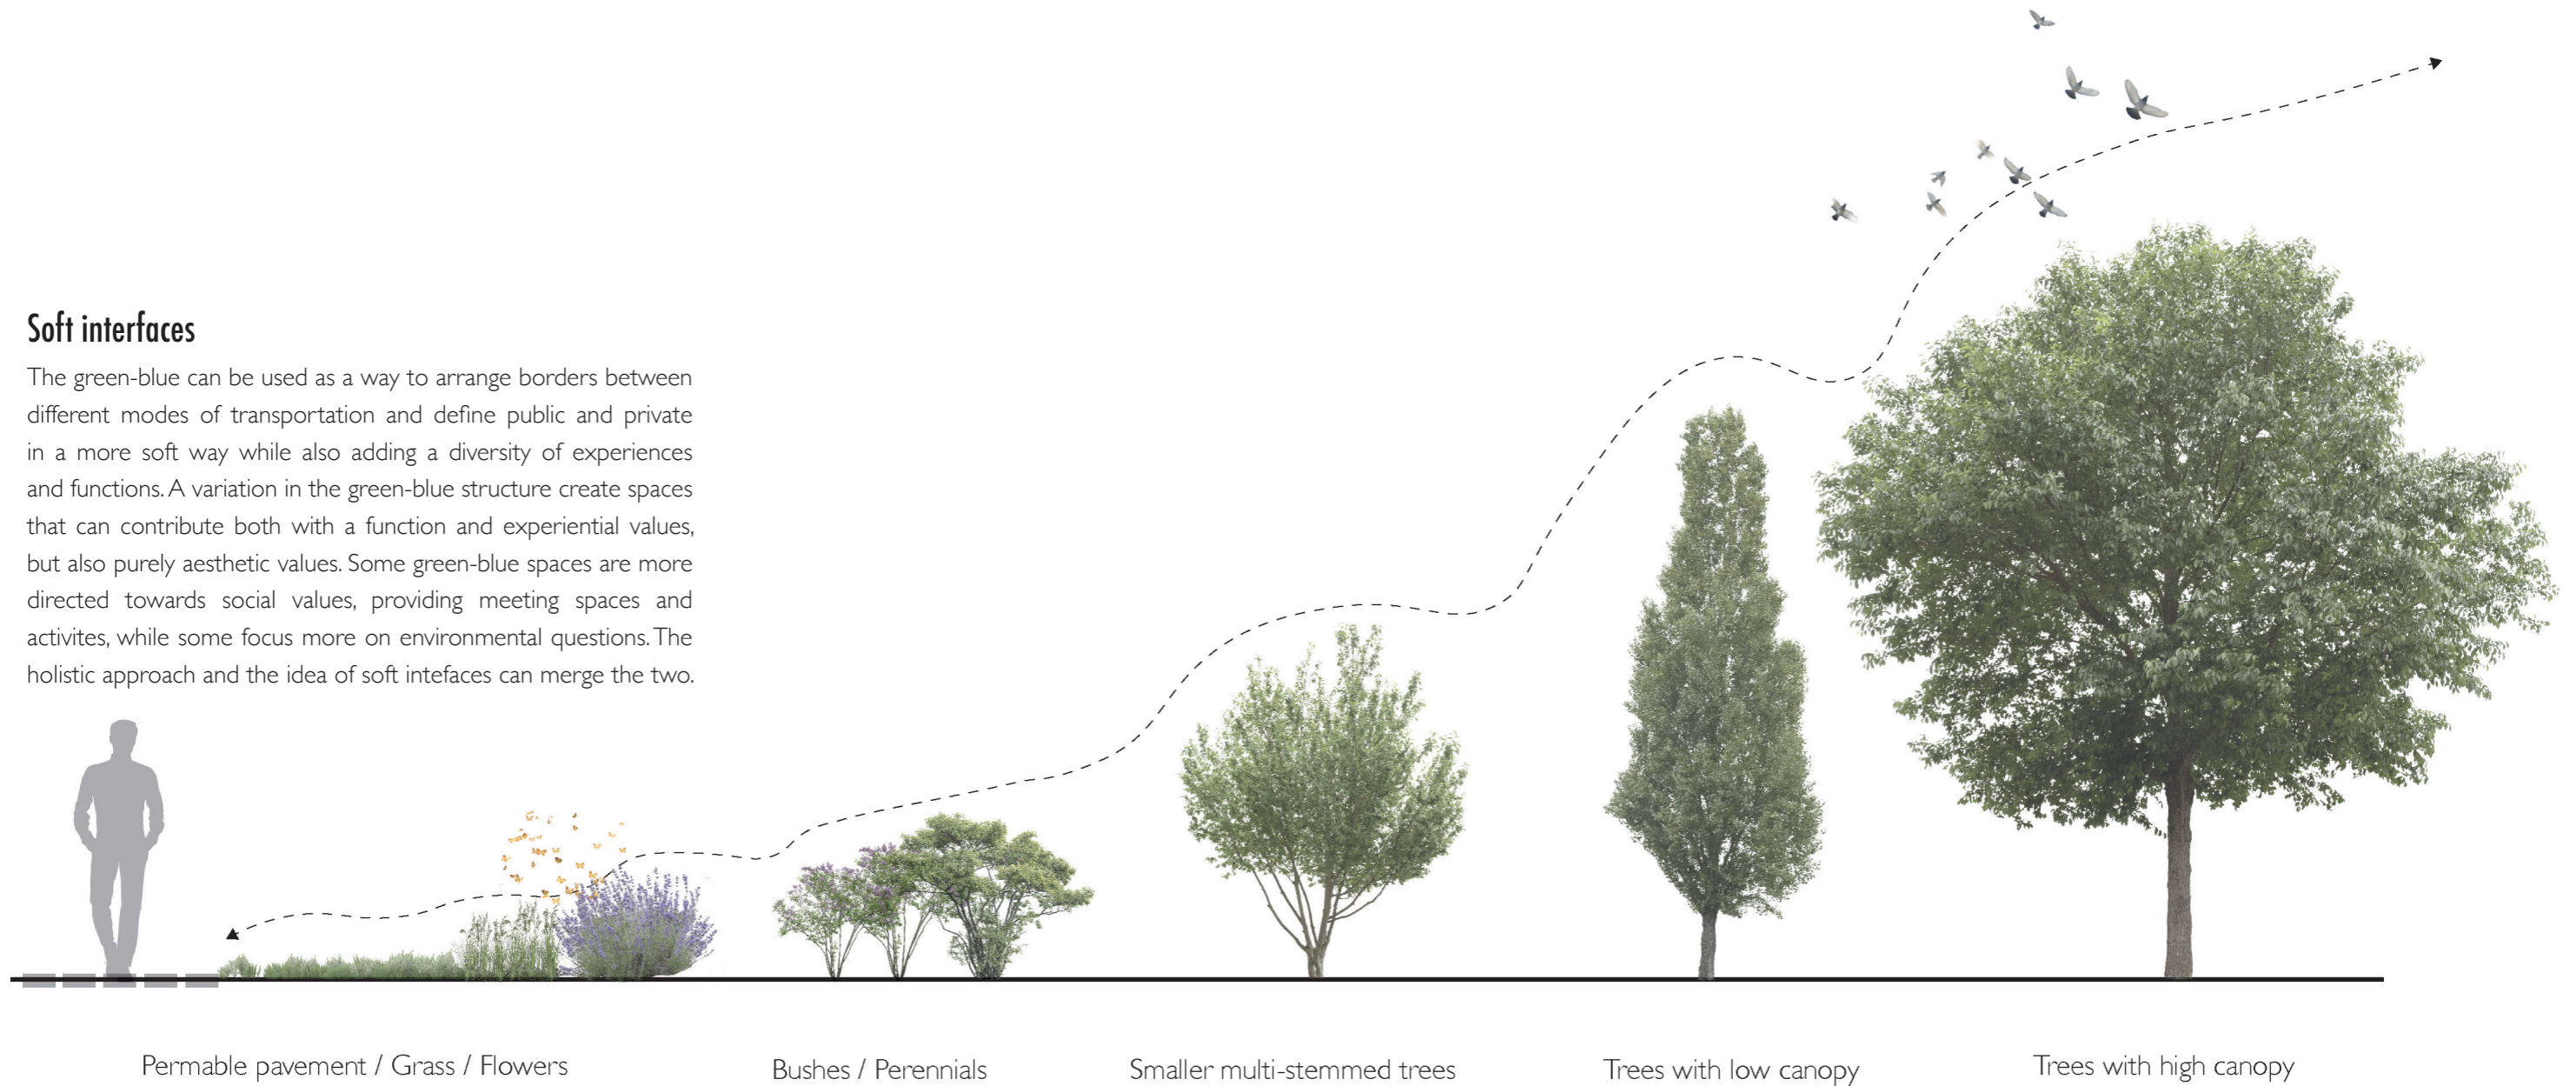 Soft interfaces
The green-blue can be used as a way to arrange borders between
different modes of transportation and define public and private
in a more soft way while also adding a diversity of experiences
and functions. A variation in the green-blue structure create spaces
that can contribute both with a function and experiential values,
but also purely aesthetic values. Some green-blue spaces are more
directed towards social values, providing meeting spaces and
activites, while some focus more on environmental questions. The
holistic approach and the idea of soft intefaces can merge the two.
Permable pavement / Grass / Flowers
Bushes / Perennials
Smaller multi-stemmed trees
Trees with low canopy
Trees with high canopy